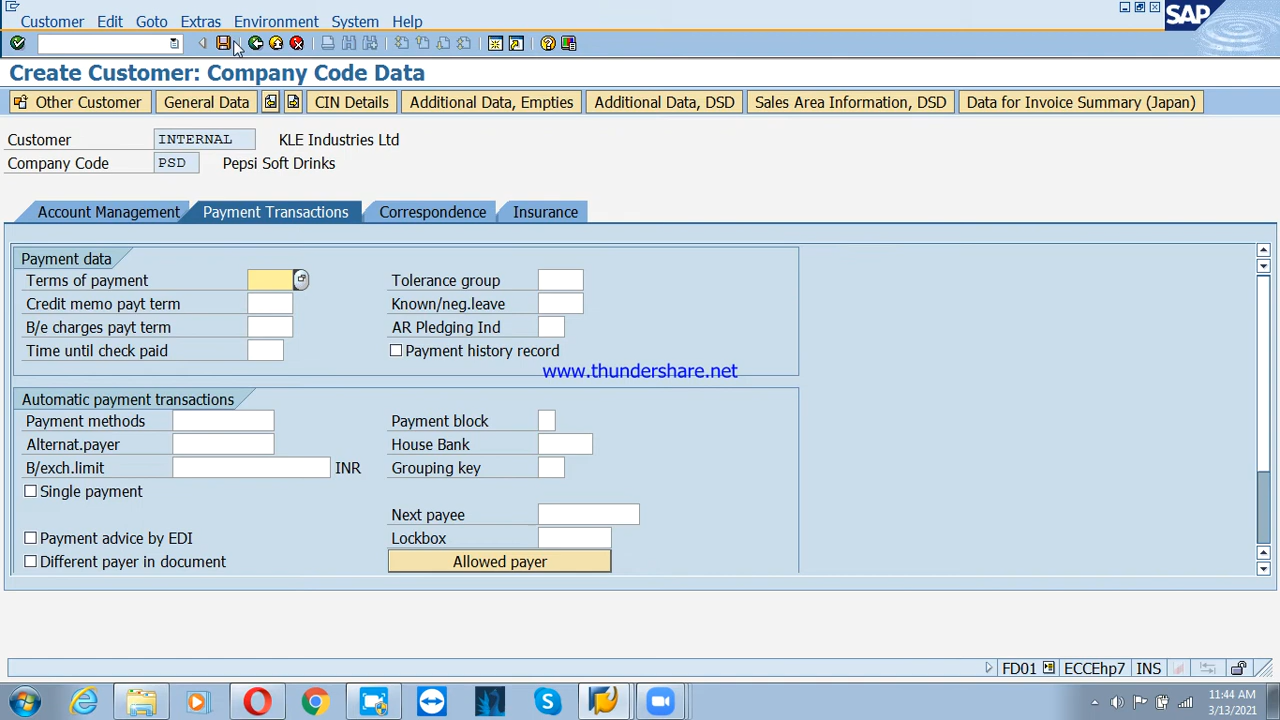 Customer Edit Goto Extras Environment System Help
SAP
Create Customer: Company Code Data
Other Customer General Data CIN Details Additional Data, Empties Additional Data, DSD Sales Area Information, DSD Data for Invoice Summary (Japan)
Customer INTERNAL KLE Industries Ltd
Company Code PSD Pepsi Soft Drinks
Account Management Payment Transactions Correspondence Insurance
Payment data
Terms of payment Tolerance group
Credit memo payt term Known/neg.leave
B/e charges payt term AR Pledging Ind
Time until check paid Payment history record
www.thundershare.net
Automatic payment transactions
Payment methods Payment block
Alternat.payer House Bank
B/exch.limit INR Grouping key
Single payment
Next payee
Payment advice by EDI Lockbox
Different payer in document Allowed payer
FD01 ECCEhp7 INS
11:44 AM
3/13/2021